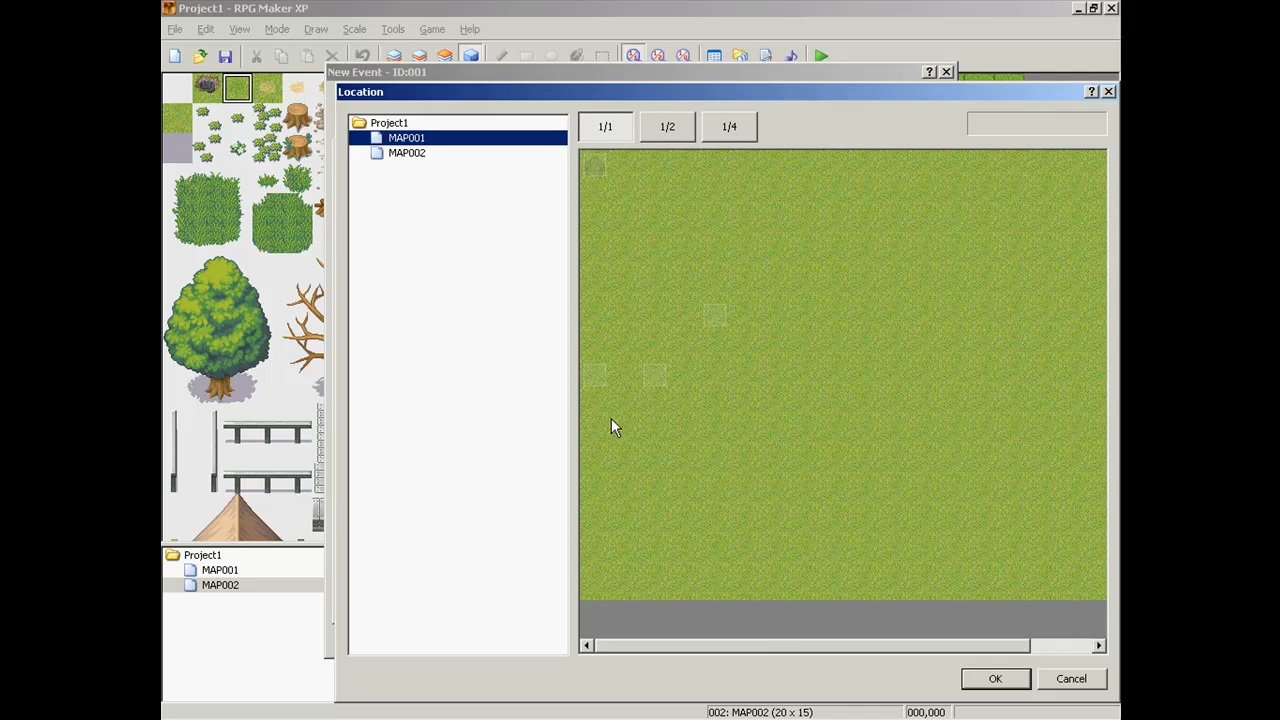 Project1 - RPG Maker XP
File Edit View Mode Draw Scale Tools Game Help
New Event - ID:001
Location
Project1
MAP001
MAP002
1/1 1/2 1/4
Project1
MAP001
MAP002
OK Cancel
002: MAP002 (20 x 15) 000,000